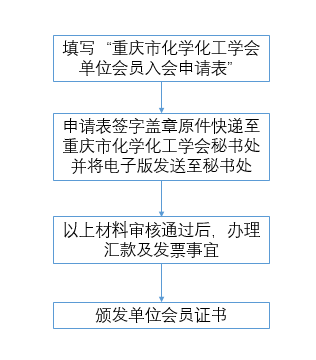 填写“重庆市化学化工学会
单位会员入会申请表”
申请表签字盖章原件快递至
重庆市化学化工学会秘书处
并将电子版发送至秘书处
以上材料审核通过后，办理
汇款及发票事宜
颁发单位会员证书